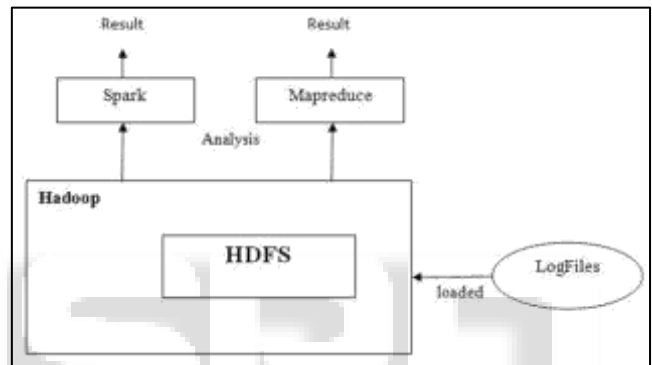 Result
Result
Spark
Mapreduce
Analysis
Hadoop
HDFS
LogFiles
loaded